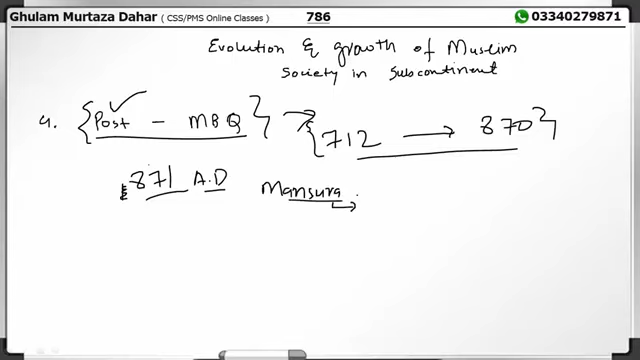 Ghulam Murtaza Dahar ( CSS/PMS Online Classes ) 786 03340279871
Evolution & growth of Muslim
Society in Subcontinent
4. {Post - MBQ} → {712 → 870}
871 A.D Mansura